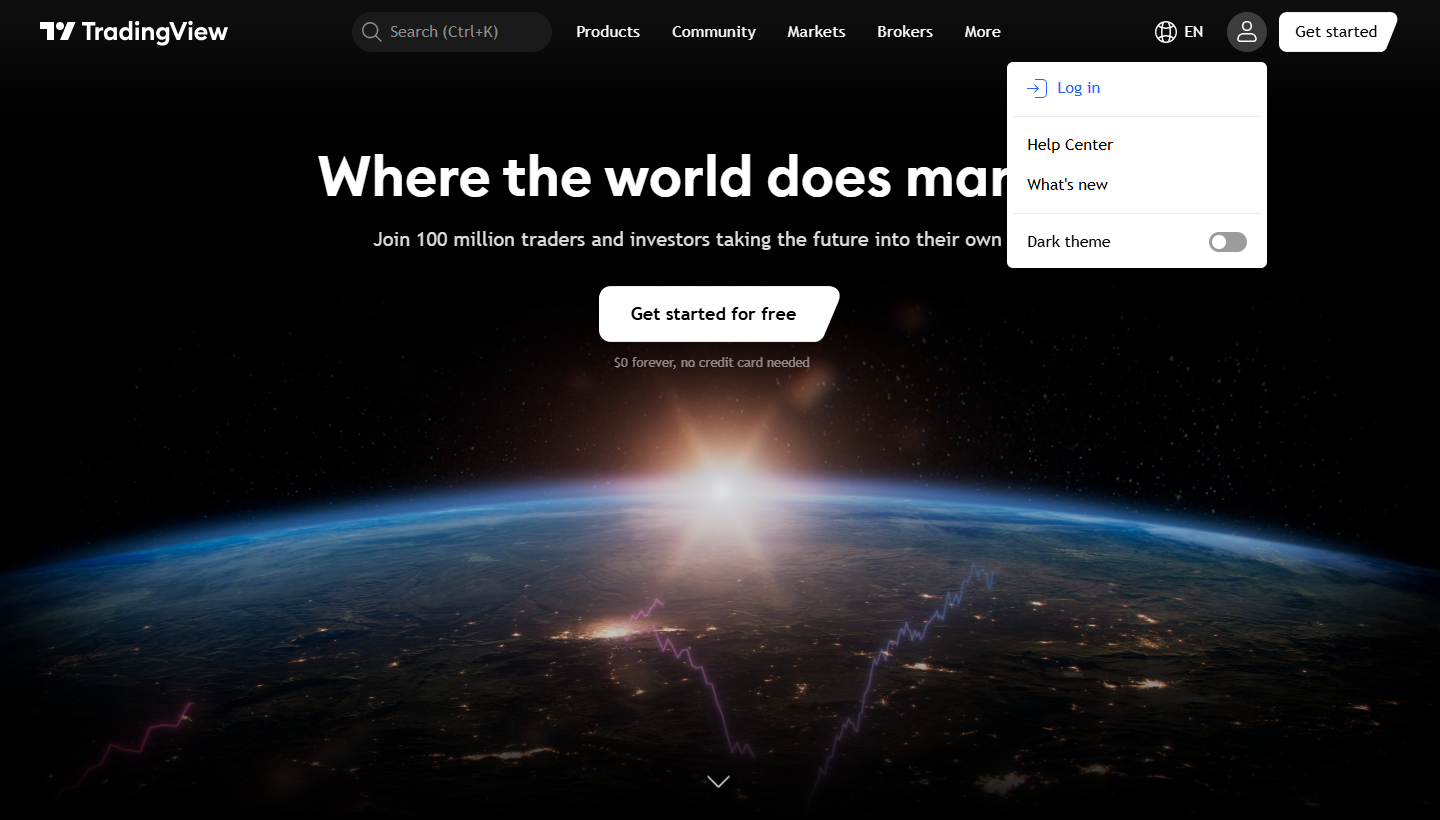 TradingView
Search (Ctrl+K)
Products
Community
Markets
Brokers
More
EN
Get started
Log in
Help Center
What's new
Dark theme
Where the world does
Join 100 million traders and investors taking the future into their own
Get started for free
$0 forever, no credit card needed